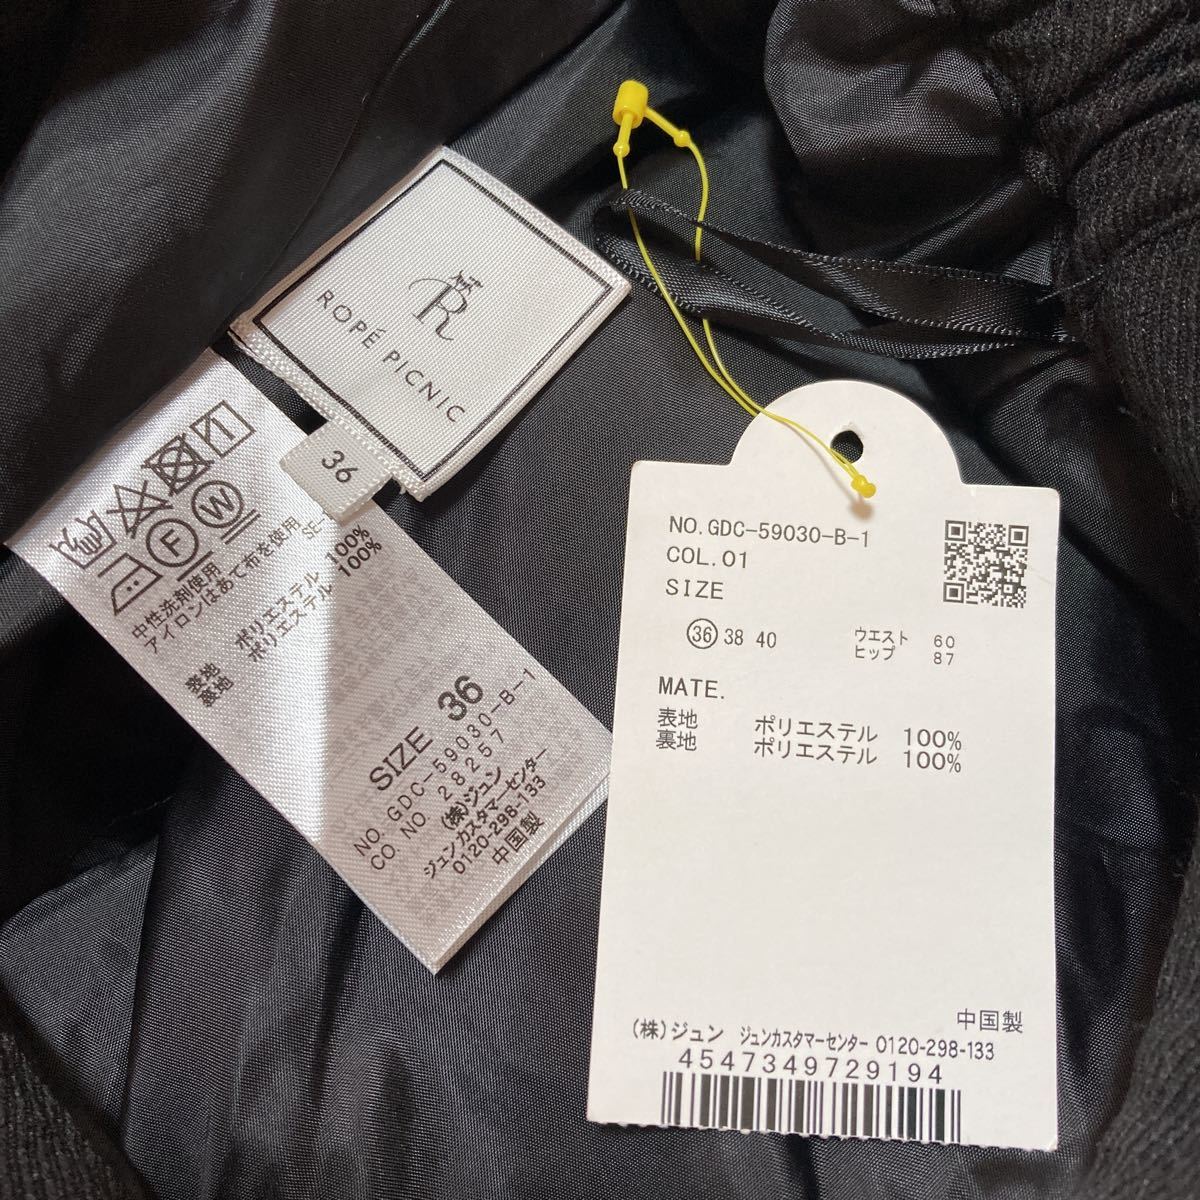 R
ROPÉ PICNIC
36
F
W
中性洗剤使用
アイロンはあて布を使用
表地 ポリエステル 100%
裏地 ポリエステル 100%
SIZE 36
NO. GDC-59030-B-1
CO. NO 28257
(株)ジュン
ジュンカスタマーセンター
0120-298-133
中国製
NO.GDC-59030-B-1
COL.01
SIZE
36 38 40 ウエスト 60
ヒップ 87
MATE.
表地 ポリエステル 100%
裏地 ポリエステル 100%
中国製
(株)ジュン ジュンカスタマーセンター 0120-298-133
4547349729194